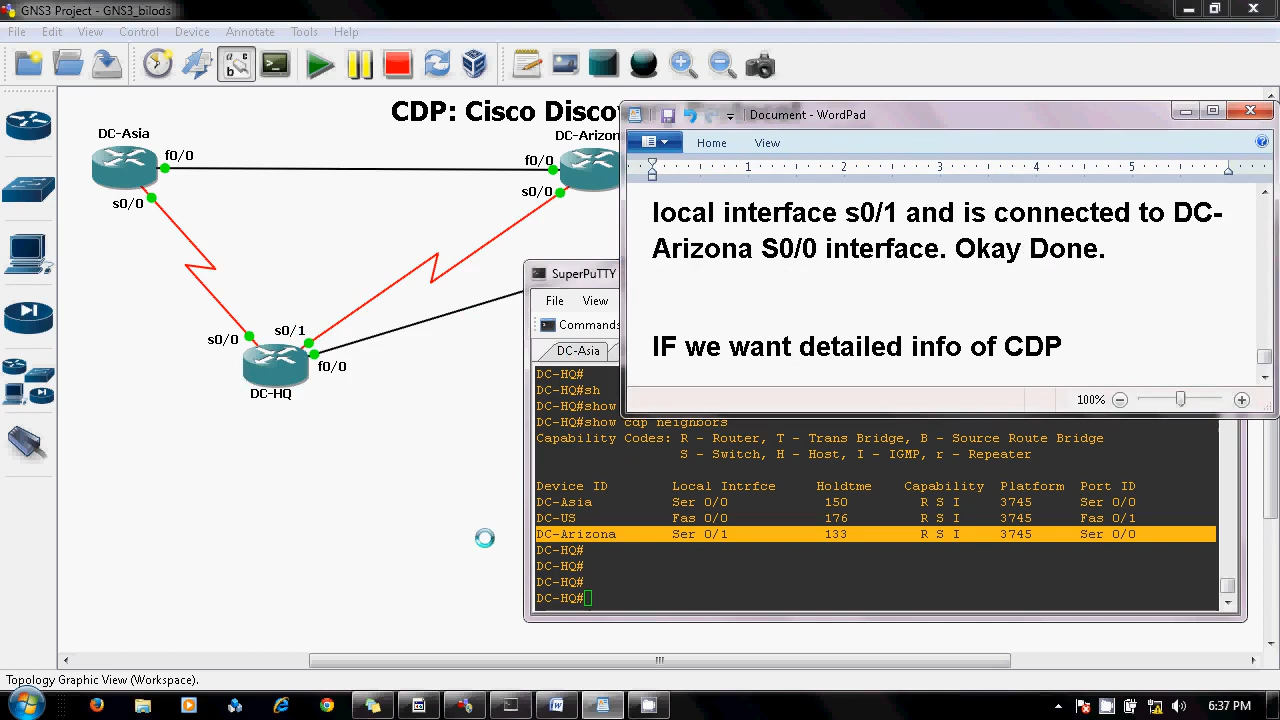 GNS3 Project - GNS3_bilods
File Edit View Control Device Annotate Tools Help
CDP: Cisco Disco
DC-Asia
f0/0
s0/0
DC-Arizon
f0/0
s0/0
s0/0
s0/1
f0/0
DC-HQ
Document - WordPad
Home View
1 2 3 4 5
local interface s0/1 and is connected to DC-
Arizona S0/0 interface. Okay Done.
IF we want detailed info of CDP
100%
SuperPuTTY
File View
Commands
DC-Asia
DC-HQ#
DC-HQ#sh
DC-HQ#show
DC-HQ#show cdp neighbors
Capability Codes: R - Router, T - Trans Bridge, B - Source Route Bridge
S - Switch, H - Host, I - IGMP, r - Repeater
Device ID Local Intrfce Holdtme Capability Platform Port ID
DC-Asia Ser 0/0 150 R S I 3745 Ser 0/0
DC-US Fas 0/0 176 R S I 3745 Fas 0/1
DC-Arizona Ser 0/1 133 R S I 3745 Ser 0/0
DC-HQ#
DC-HQ#
DC-HQ#
DC-HQ#
Topology Graphic View (Workspace).
6:37 PM